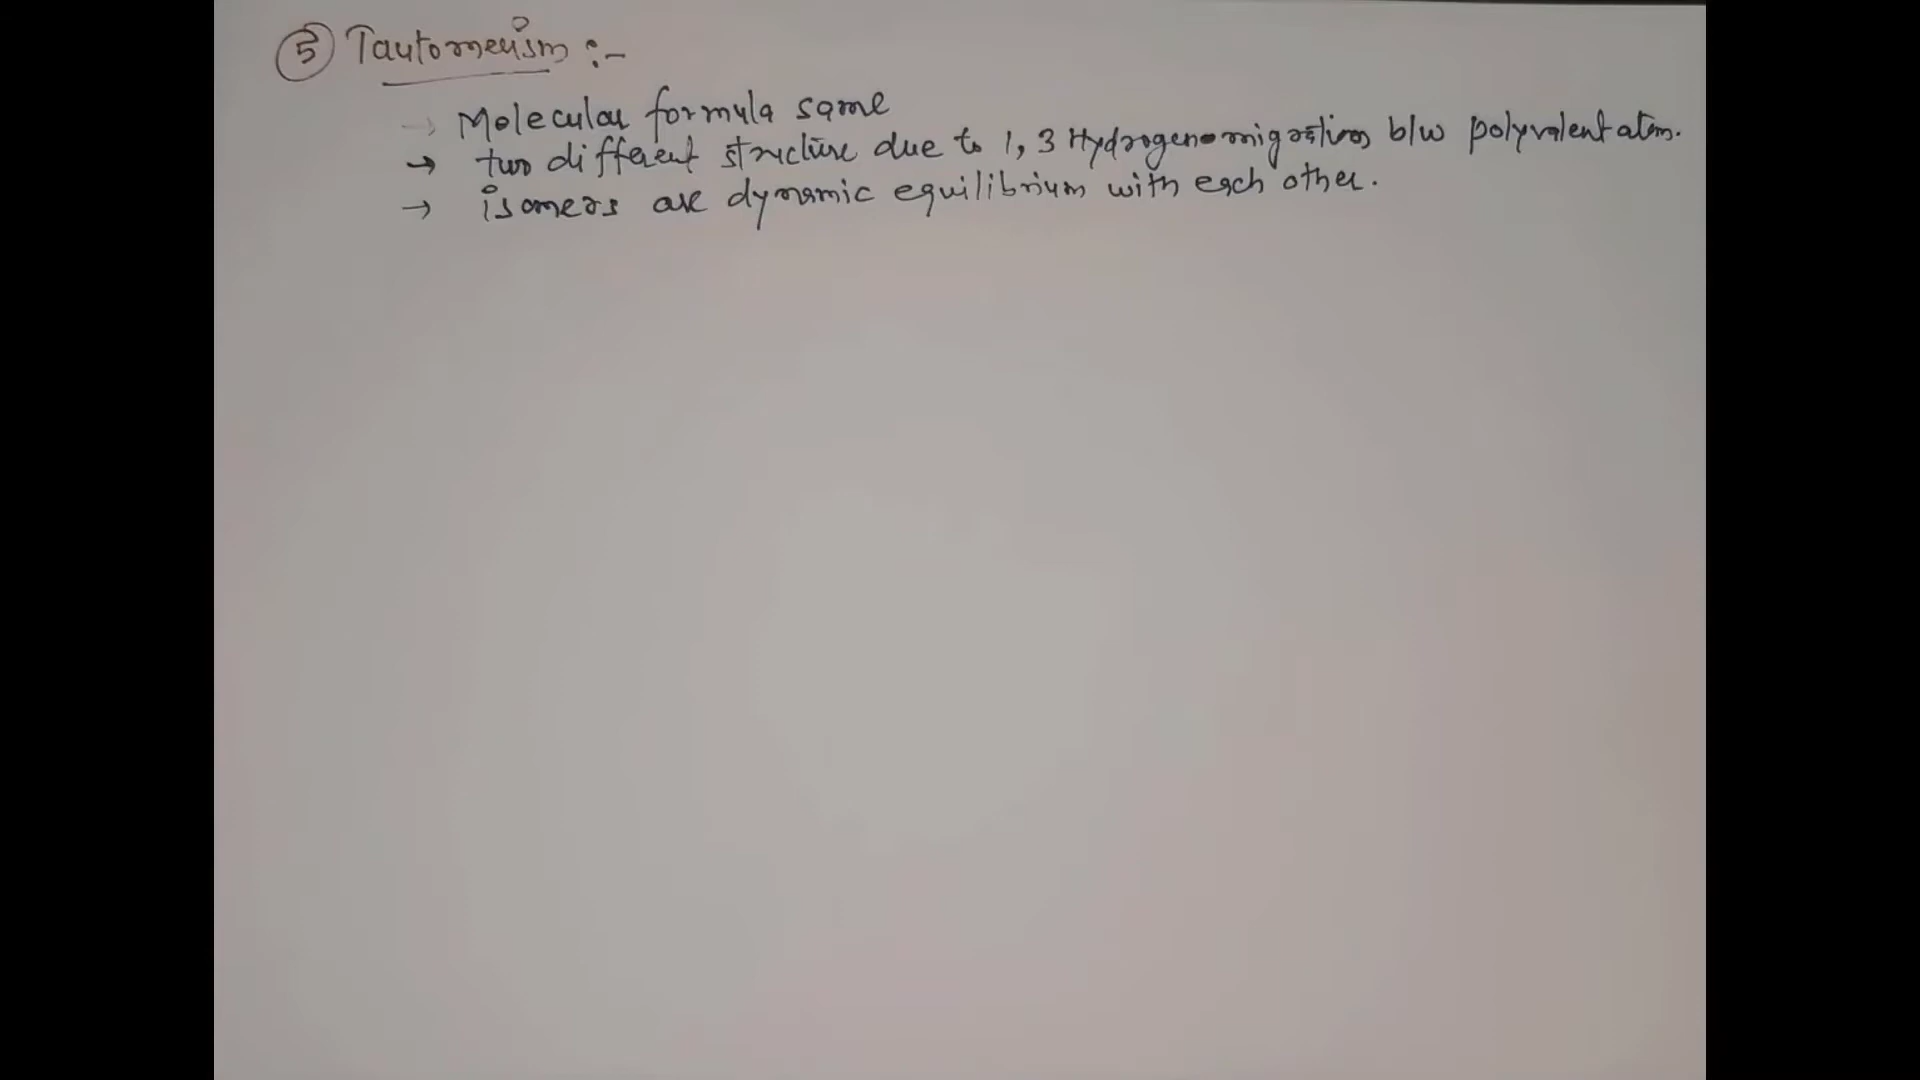 5 Tautomerism :-
→ Molecular formula same
→ two different structure due to 1, 3 Hydrogen migration b/w polyvalent atom.
→ isomers are dynamic equilibrium with each other.